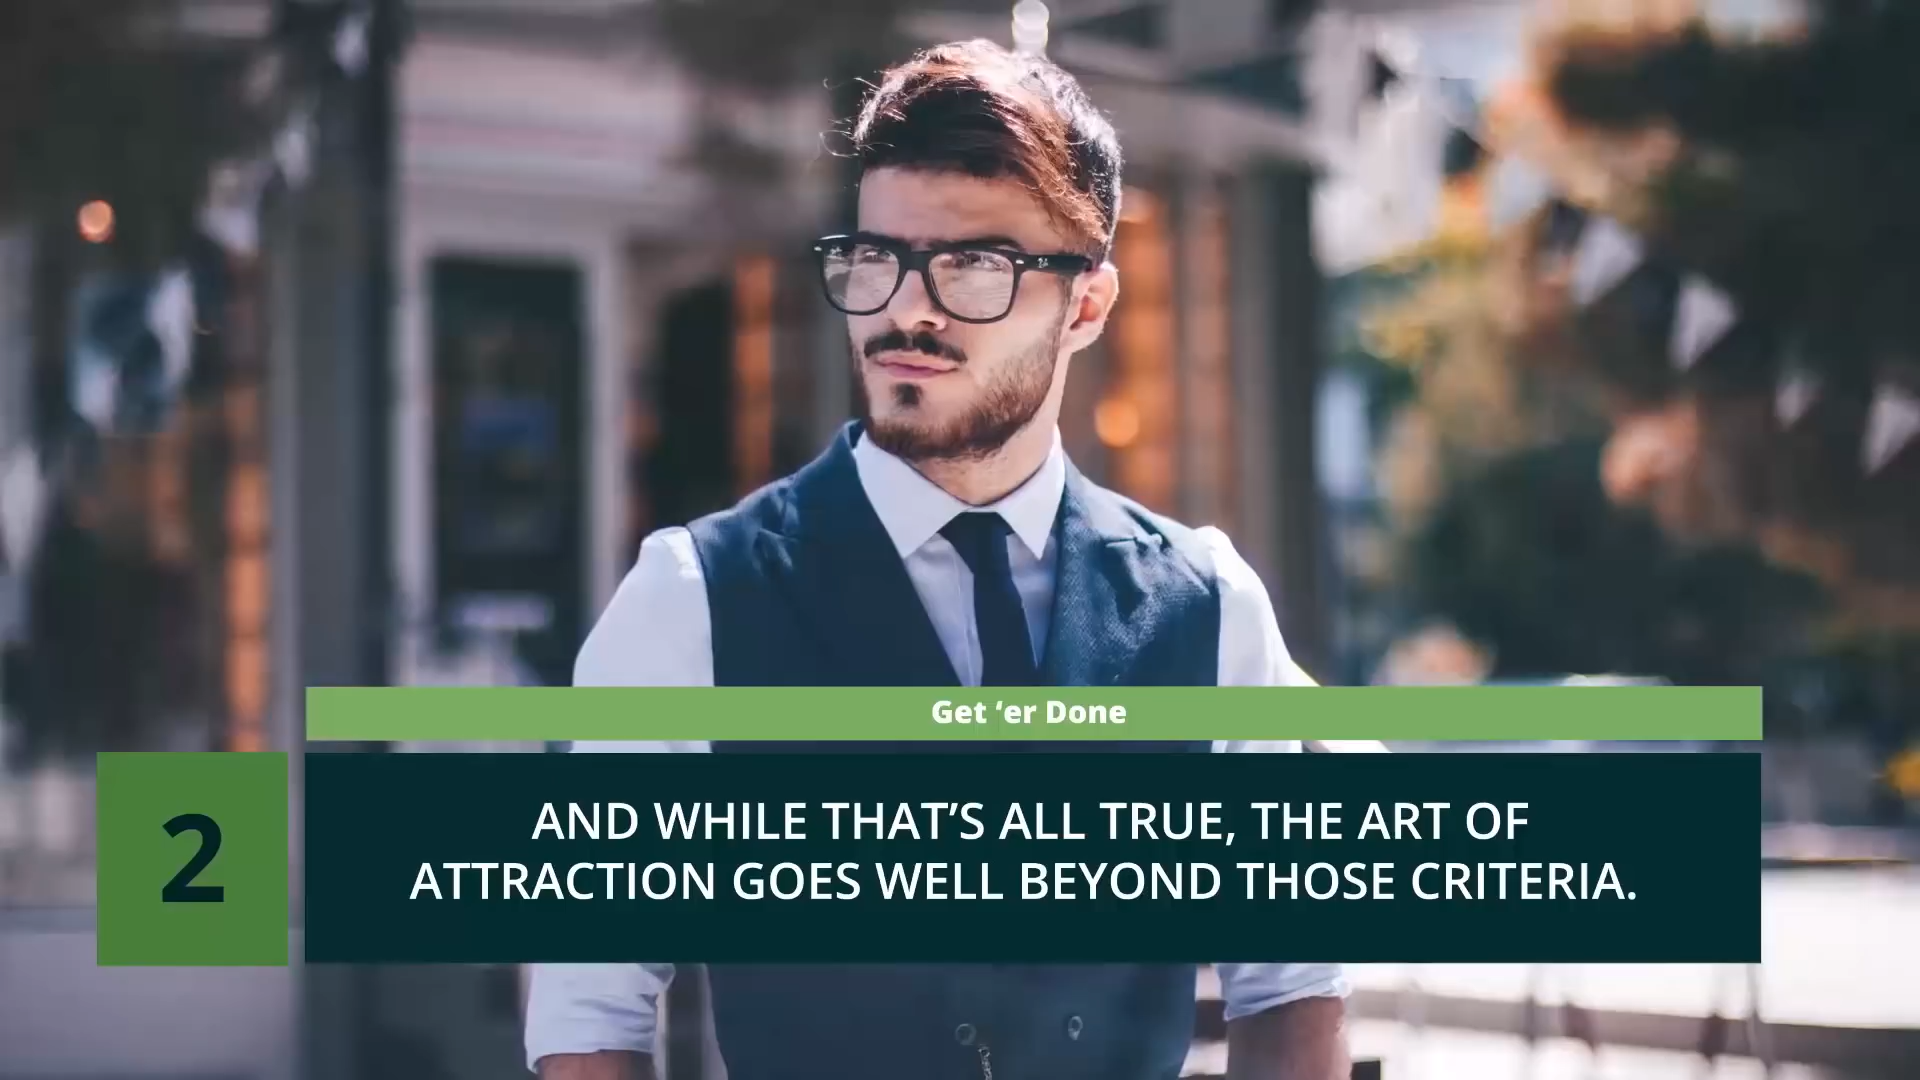 Get ‘er Done
2
AND WHILE THAT’S ALL TRUE, THE ART OF
ATTRACTION GOES WELL BEYOND THOSE CRITERIA.